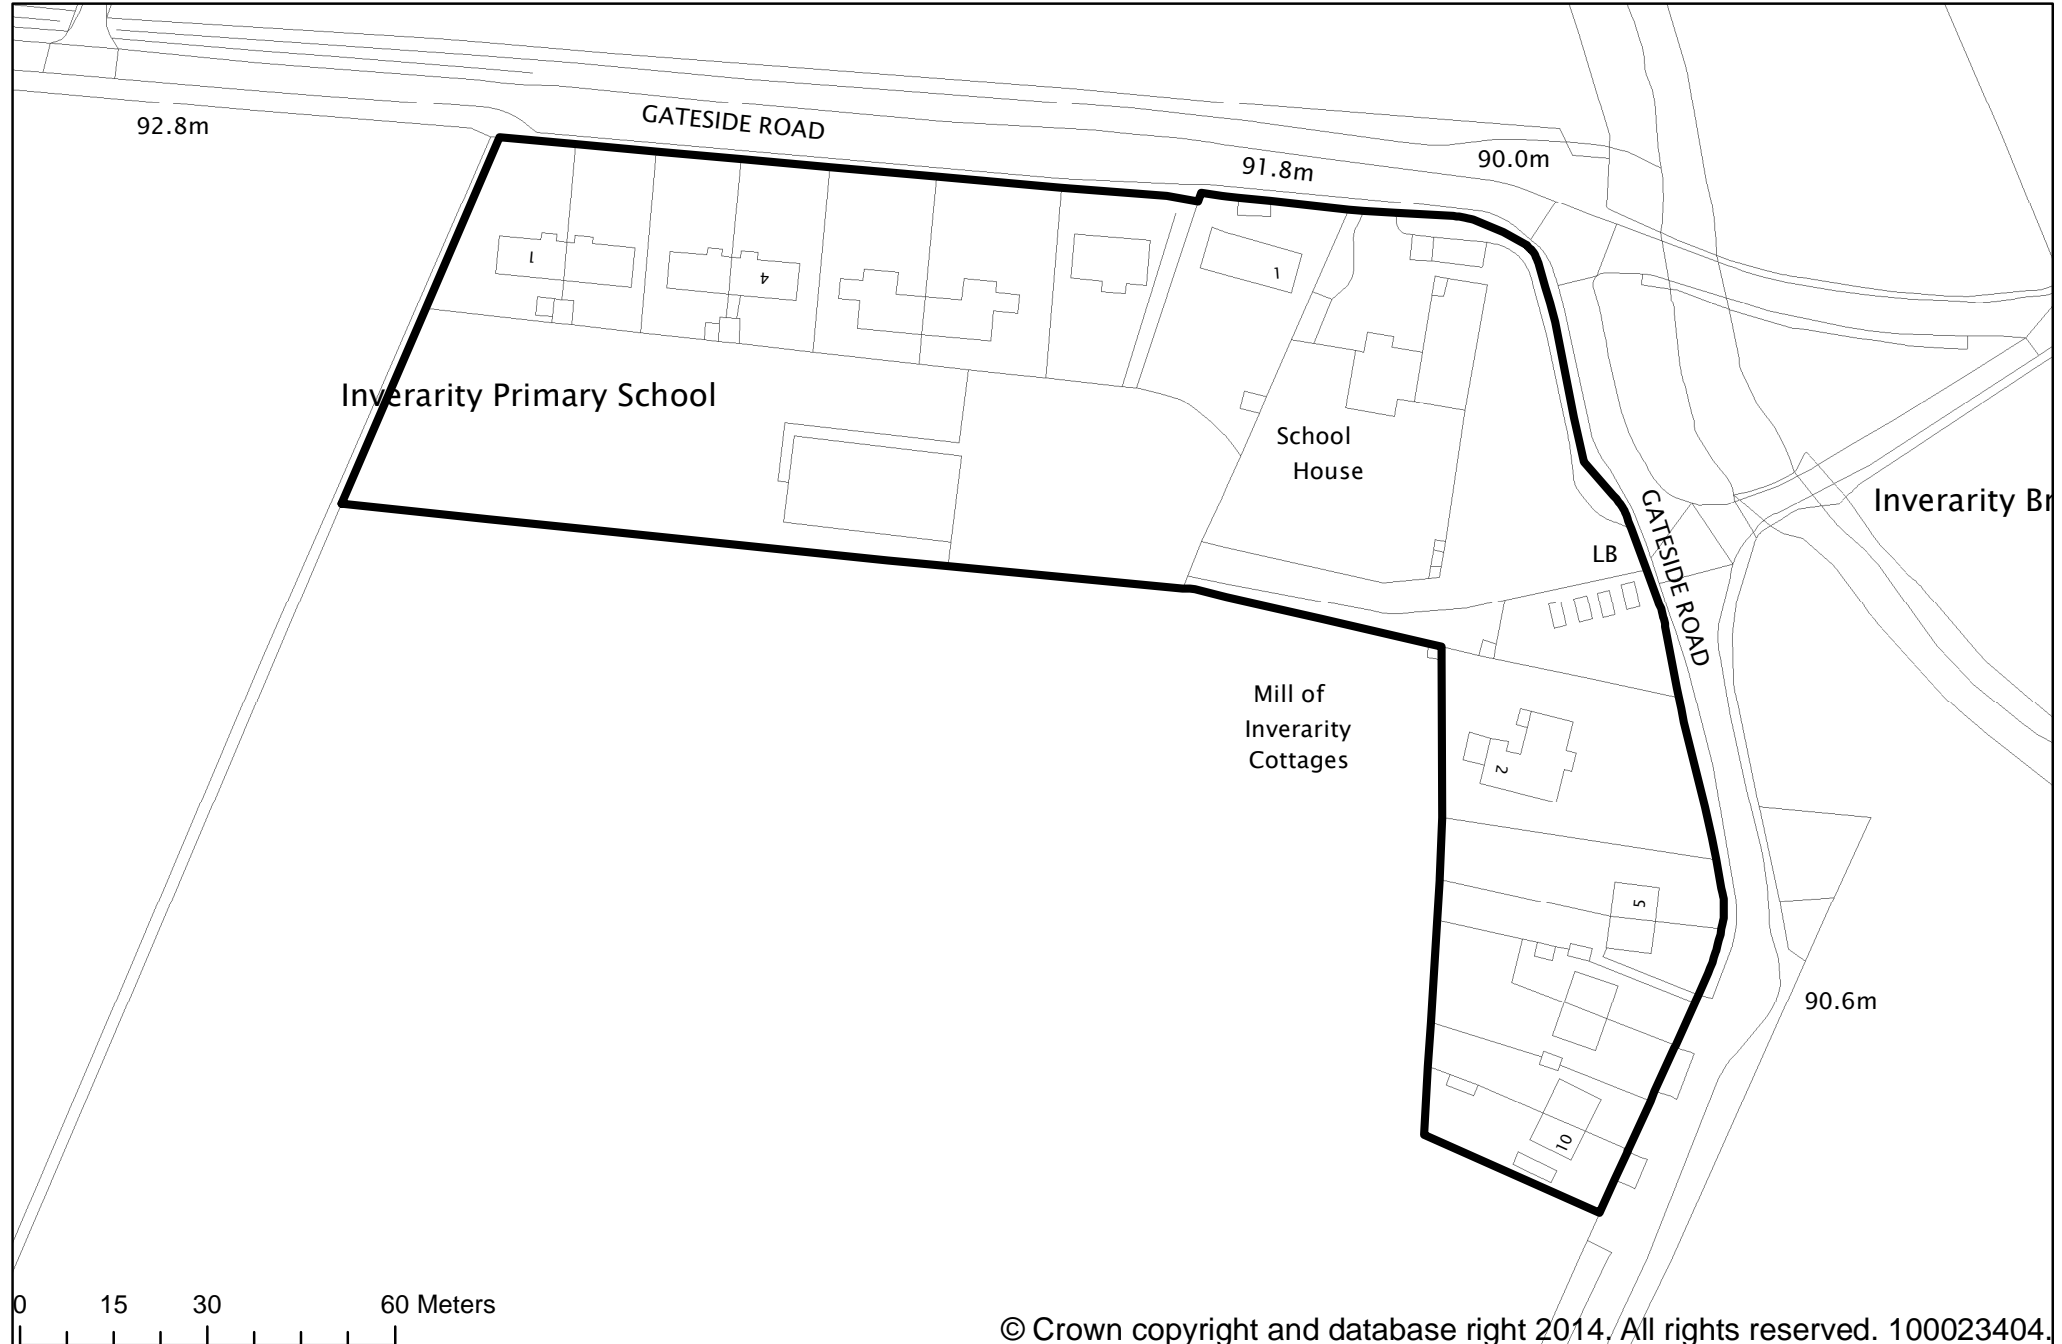 GATESIDE ROAD
92.8m
91.8m
90.0m
1
4
1
Inverarity Primary School
School
House
Inverarity Br
GATESIDE ROAD
LB
Mill of
Inverarity
Cottages
2
5
90.6m
10
0 15 30 60 Meters
© Crown copyright and database right 2014. All rights reserved. 100023404.